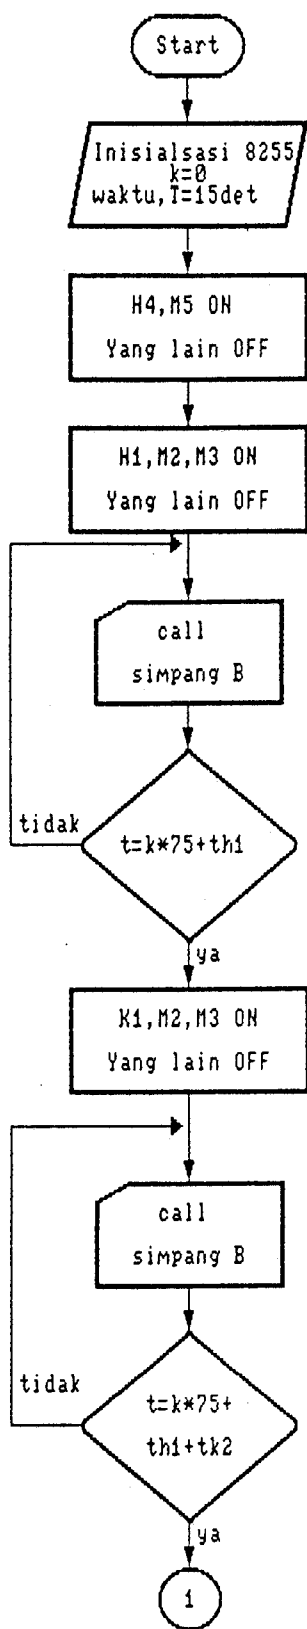 Start
Inisialsasi 8255
k=0
waktu,T=15det
H4,M5 ON
Yang lain OFF
H1,M2,M3 ON
Yang lain OFF
call
simpang B
tidak
t=k*75+th1
ya
K1,M2,M3 ON
Yang lain OFF
call
simpang B
tidak
t=k*75+
th1+tk2
ya
1